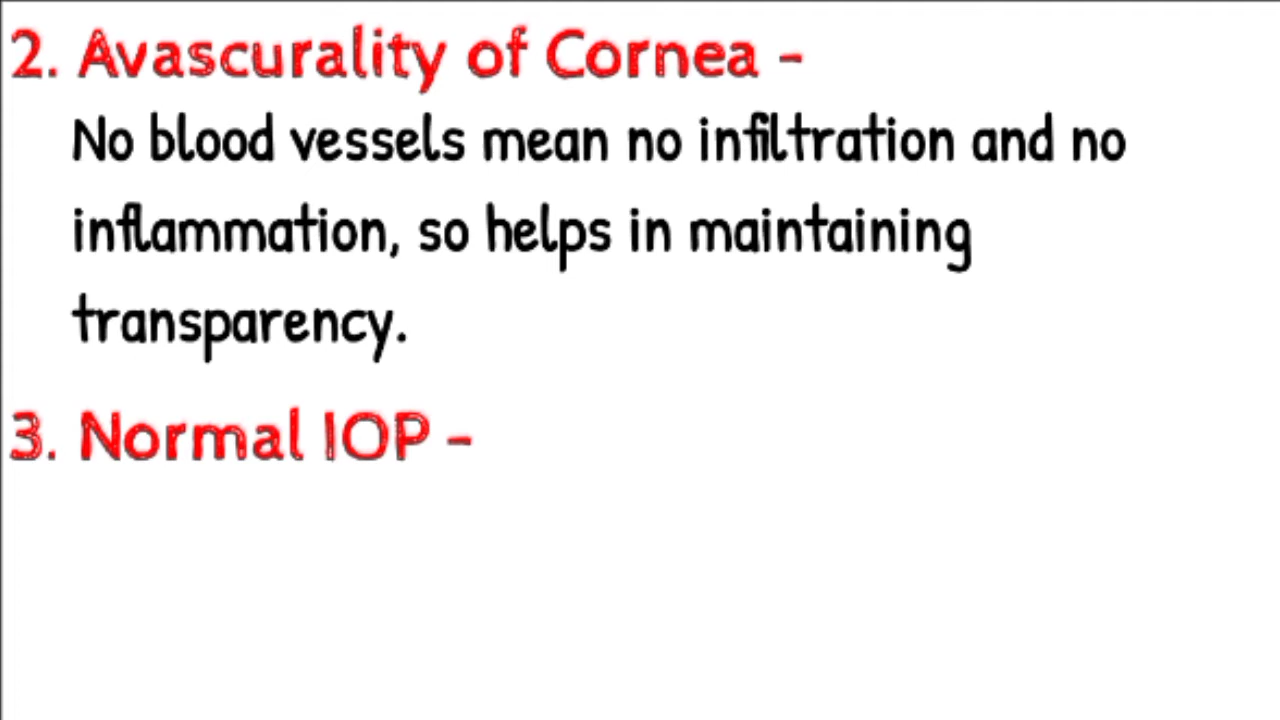 2. Avascurality of Cornea -
No blood vessels mean no infiltration and no
inflammation, so helps in maintaining
transparency.
3. Normal IOP -